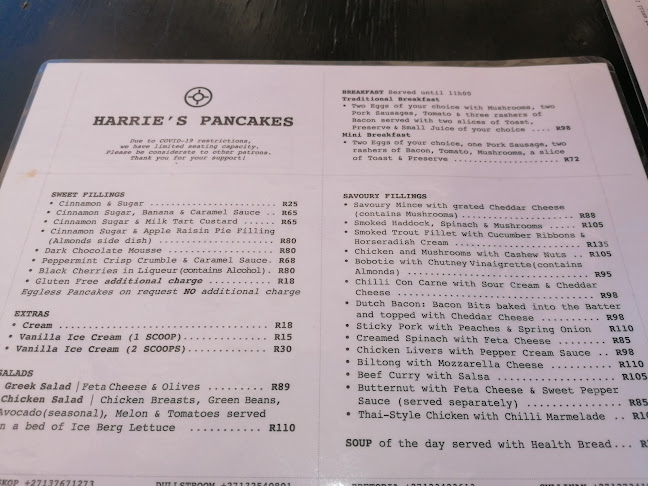 HARRIE'S PANCAKES
Due to COVID-19 restrictions,
we have limited seating capacity.
Please be considerate to other patrons.
Thank you for your support!
SWEET FILLINGS
• Cinnamon & Sugar ........................... R25
• Cinnamon Sugar, Banana & Caramel Sauce .. R65
• Cinnamon Sugar & Milk Tart Custard ...... R65
• Cinnamon Sugar & Apple Raisin Pie Filling
(Almonds side dish) ........................ R80
• Dark Chocolate Mousse ..................... R80
• Peppermint Crisp Crumble & Caramel Sauce. R68
• Black Cherries in Liqueur (contains Alcohol). R80
• Gluten Free additional charge ............. R18
Eggless Pancakes on request NO additional charge
EXTRAS
• Cream .................................. R18
• Vanilla Ice Cream (1 SCOOP)............. R15
• Vanilla Ice Cream (2 SCOOPS)............ R30
SALADS
Greek Salad | Feta Cheese & Olives ......... R89
Chicken Salad | Chicken Breasts, Green Beans,
Avocado(seasonal), Melon & Tomatoes served
on a bed of Ice Berg Lettuce ........... R110
BREAKFAST Served until 11h00
Traditional Breakfast
• Two Eggs of your choice with Mushrooms, two
Pork Sausages, Tomato & three rashers of
Bacon served with two slices of Toast,
Preserve & Small Juice of your choice .... R98
Mini Breakfast
• Two Eggs of your choice, one Pork Sausage, two
rashers of Bacon, Tomato, Mushrooms, a slice
of Toast & Preserve ...................... R72
SAVOURY FILLINGS
• Savoury Mince with grated Cheddar Cheese
(contains Mushrooms)....................... R88
• Smoked Haddock, Spinach & Mushrooms ..... R105
• Smoked Trout Fillet with Cucumber Ribbons &
Horseradish Cream ......................... R135
• Chicken and Mushrooms with Cashew Nuts .. R105
• Bobotie with Chutney Vinaigrette(contains
Almonds) .................................. R95
• Chilli Con Carne with Sour Cream & Cheddar
Cheese .................................... R98
• Dutch Bacon: Bacon Bits baked into the Batter
and topped with Cheddar Cheese ........... R98
• Sticky Pork with Peaches & Spring Onion R110
• Creamed Spinach with Feta Cheese ........ R85
• Chicken Livers with Pepper Cream Sauce .. R98
• Biltong with Mozzarella Cheese ......... R110
• Beef Curry with Salsa .................. R105
• Butternut with Feta Cheese & Sweet Pepper
Sauce (served separately) ................ R85
• Thai-Style Chicken with Chilli Marmelade ..
SOUP of the day served with Health Bread...
+27137671273 DULLSTROOM